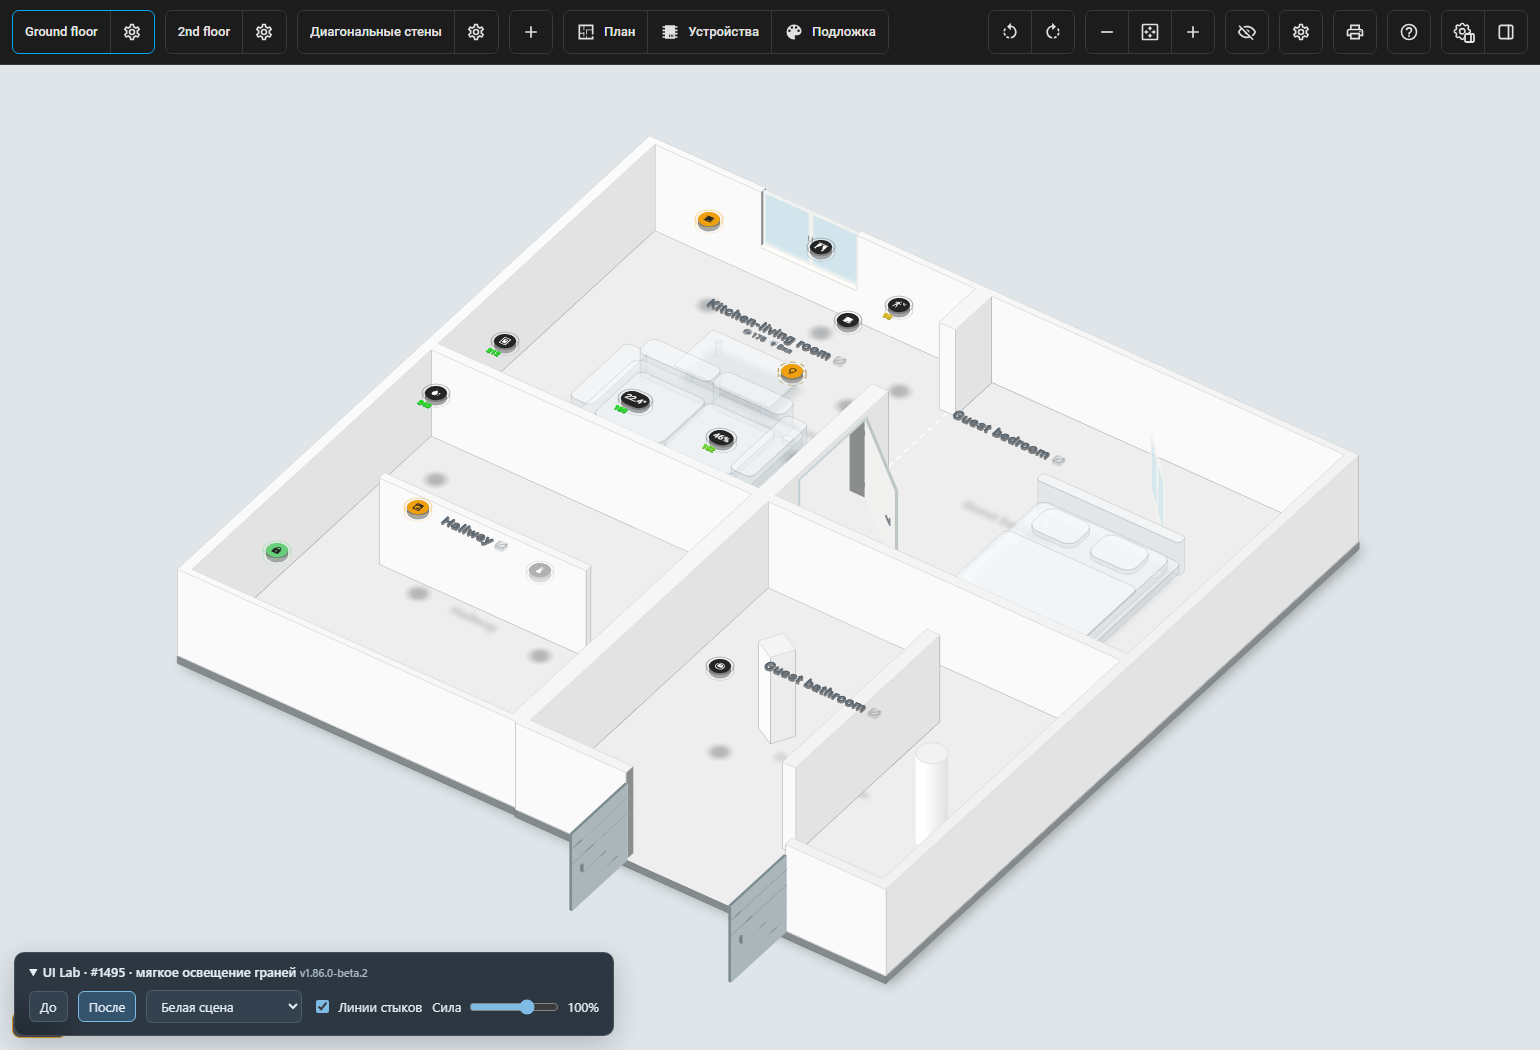 Ground floor
2nd floor
Диагональные стены
План
Устройства
Подложка
Kitchen-living room
Guest bedroom
22.4°
46%
Hallway
Guest bathroom
▼ UI Lab · #1495 · мягкое освещение граней v1.86.0-beta.2
До
После
Белая сцена
Линии стыков
Сила
100%